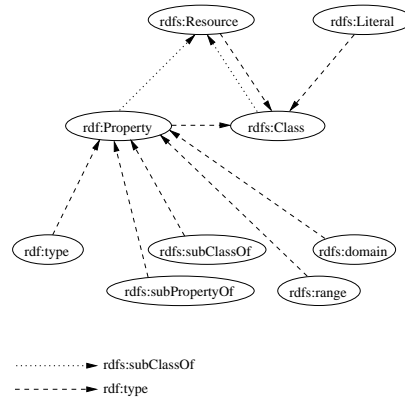 rdfs:Resource
rdfs:Literal
rdf:Property
rdfs:Class
rdf:type
rdfs:subClassOf
rdfs:domain
rdfs:subPropertyOf
rdfs:range
rdfs:subClassOf
rdf:type